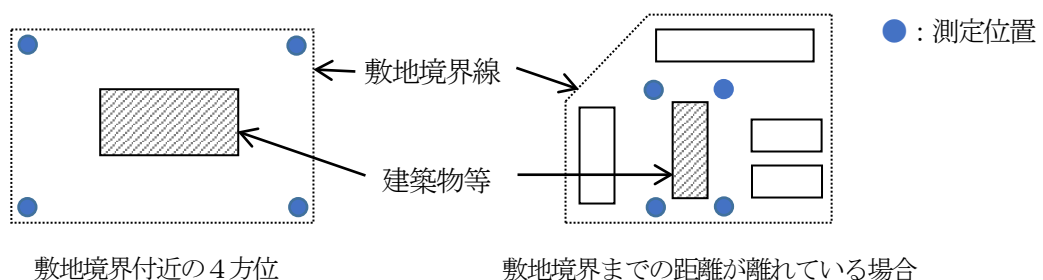 ●：測定位置
敷地境界線
建築物等
敷地境界付近の４方位
敷地境界までの距離が離れている場合